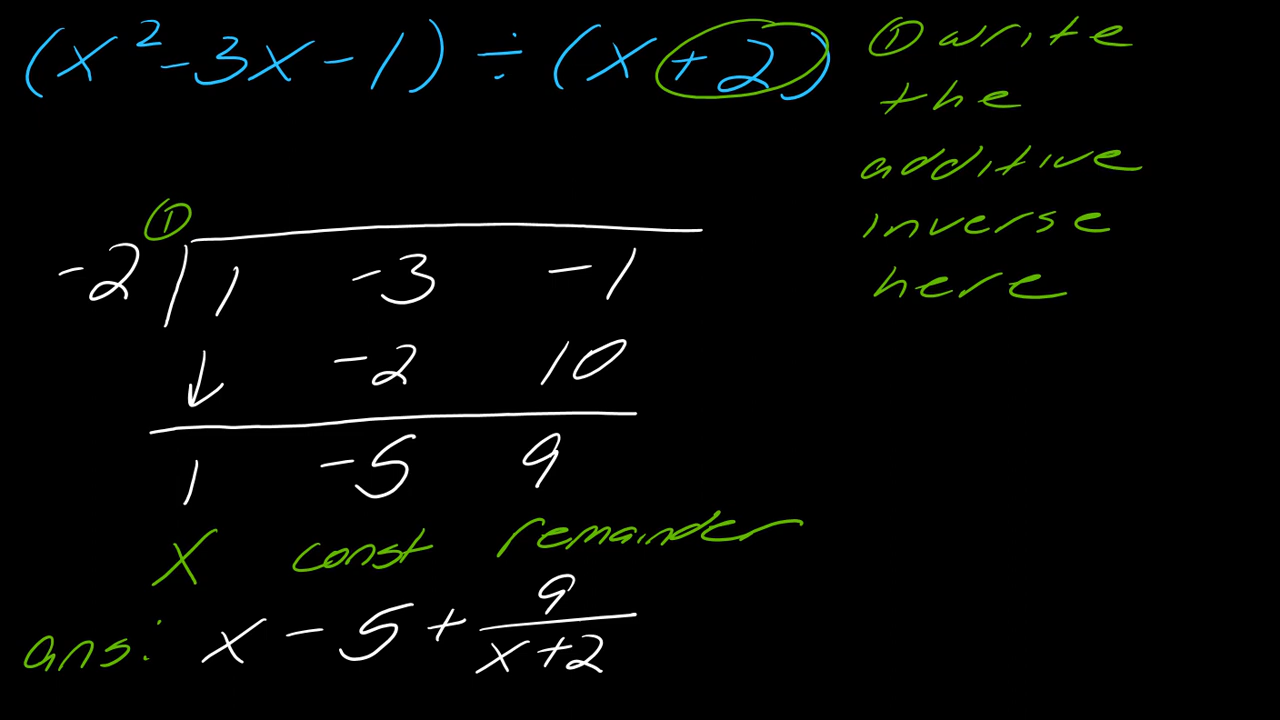 (x² - 3x - 1) ÷ (x + 2)
① write
the
additive
inverse
here
①
-2 | 1 -3 -1
↓ -2 10
1 -5 9
x const remainder
ans: x - 5 + 9/(x+2)